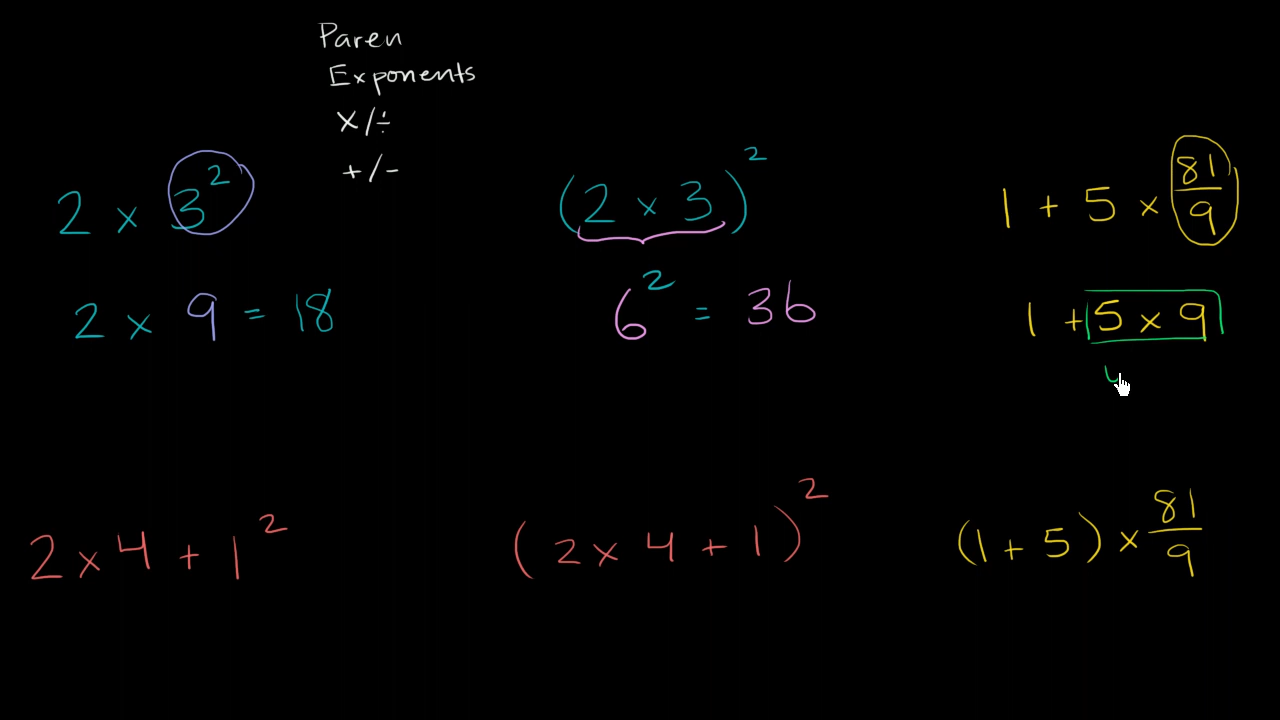 Paren
Exponents
x/÷
+/-
2 x 3²
(2 x 3)²
1 + 5 x 81/9
2 x 9 = 18
6² = 36
1 + 5 x 9
2 x 4 + 1²
(2 x 4 + 1)²
(1 + 5) x 81/9